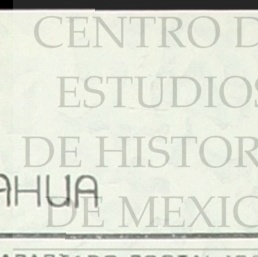 CENTRO D
ESTUDIOS
DE HISTOR
AHUA
DE MEXIC